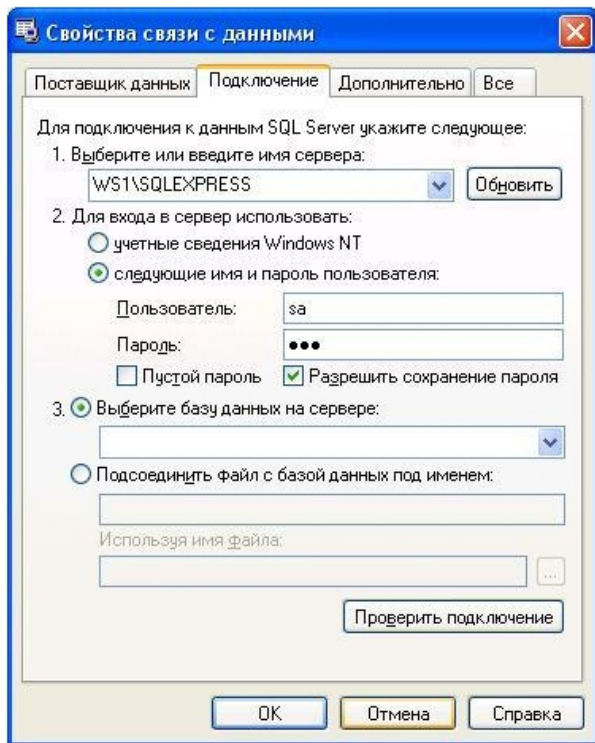 Свойства связи с данными
Поставщик данных Подключение Дополнительно Все
Для подключения к данным SQL Server укажите следующее:
1. Выберите или введите имя сервера:
WS1\SQLEXPRESS Обновить
2. Для входа в сервер использовать:
учетные сведения Windows NT
следующие имя и пароль пользователя:
Пользователь: sa
Пароль: ●●●
Пустой пароль Разрешить сохранение пароля
3. Выберите базу данных на сервере:
Подсоединить файл с базой данных под именем:
Используя имя файла:
...
Проверить подключение
OK Отмена Справка